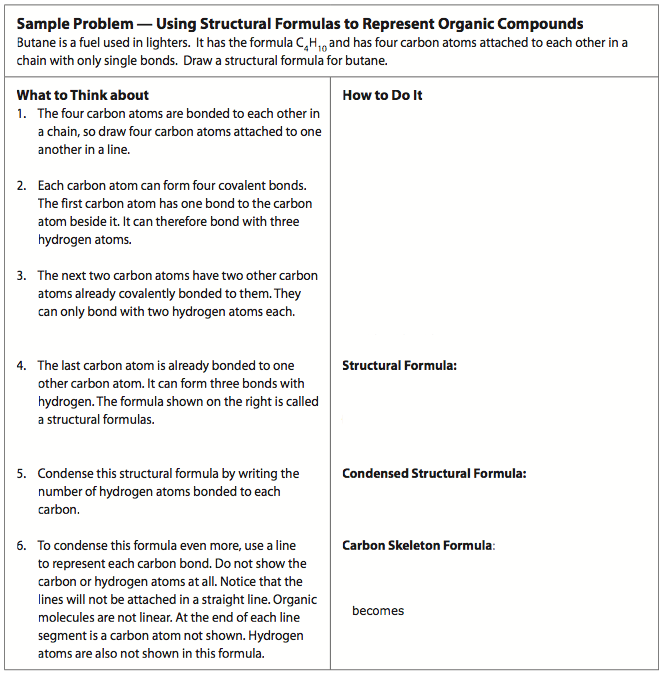 Sample Problem — Using Structural Formulas to Represent Organic Compounds
Butane is a fuel used in lighters. It has the formula C4H10 and has four carbon atoms attached to each other in a
chain with only single bonds. Draw a structural formula for butane.
What to Think about
1. The four carbon atoms are bonded to each other in
a chain, so draw four carbon atoms attached to one
another in a line.
2. Each carbon atom can form four covalent bonds.
The first carbon atom has one bond to the carbon
atom beside it. It can therefore bond with three
hydrogen atoms.
3. The next two carbon atoms have two other carbon
atoms already covalently bonded to them. They
can only bond with two hydrogen atoms each.
4. The last carbon atom is already bonded to one
other carbon atom. It can form three bonds with
hydrogen. The formula shown on the right is called
a structural formulas.
5. Condense this structural formula by writing the
number of hydrogen atoms bonded to each
carbon.
6. To condense this formula even more, use a line
to represent each carbon bond. Do not show the
carbon or hydrogen atoms at all. Notice that the
lines will not be attached in a straight line. Organic
molecules are not linear. At the end of each line
segment is a carbon atom not shown. Hydrogen
atoms are also not shown in this formula.
How to Do It
Structural Formula:
Condensed Structural Formula:
Carbon Skeleton Formula:
becomes